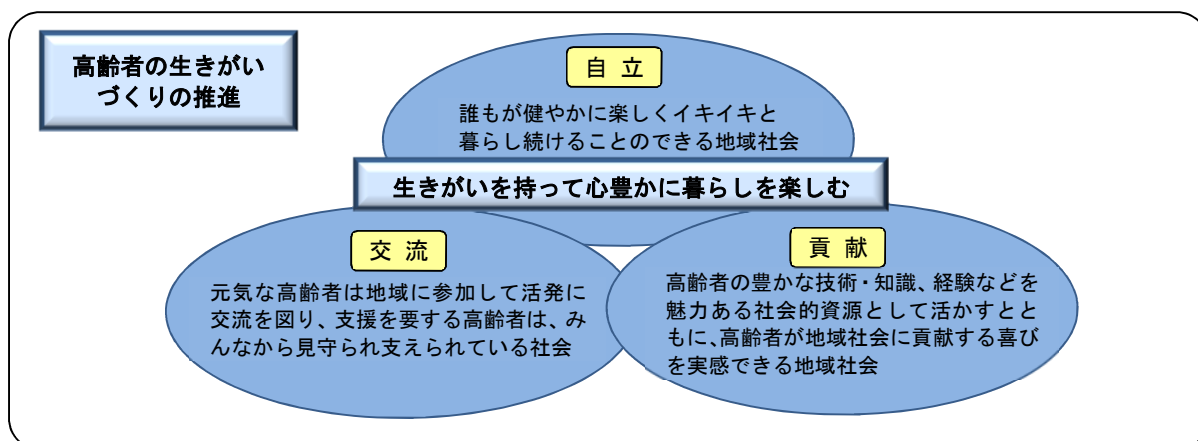 高齢者の生きがい
づくりの推進
自 立
誰もが健やかに楽しくイキイキと
暮らし続けることのできる地域社会
生きがいを持って心豊かに暮らしを楽しむ
交 流
元気な高齢者は地域に参加して活発に
交流を図り、支援を要する高齢者は、み
んなから見守られ支えられている社会
貢 献
高齢者の豊かな技術・知識、経験などを
魅力ある社会的資源として活かすとと
もに、高齢者が地域社会に貢献する喜び
を実感できる地域社会